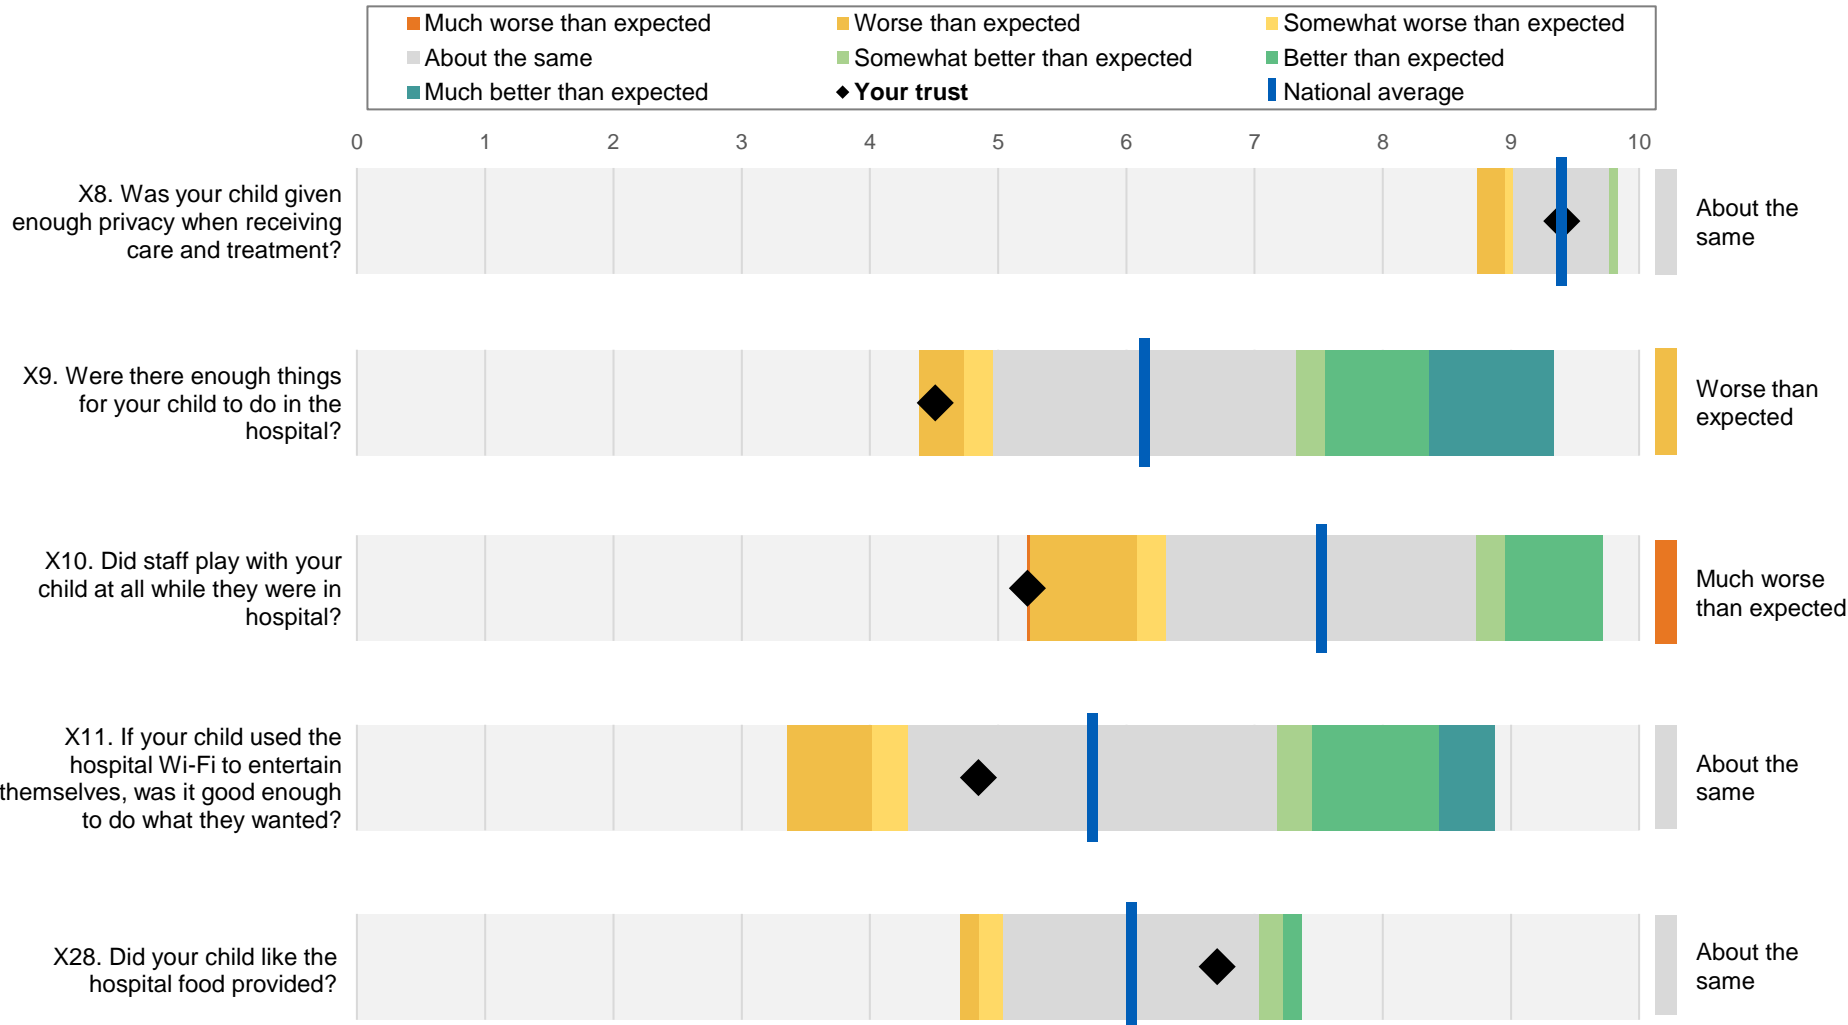 Much worse than expected
Worse than expected
Somewhat worse than expected
About the same
Somewhat better than expected
Better than expected
Much better than expected
Your trust
National average
0 1 2 3 4 5 6 7 8 9 10
X8. Was your child given
enough privacy when receiving
care and treatment?
About the
same
X9. Were there enough things
for your child to do in the
hospital?
Worse than
expected
X10. Did staff play with your
child at all while they were in
hospital?
Much worse
than expected
X11. If your child used the
hospital Wi-Fi to entertain
themselves, was it good enough
to do what they wanted?
About the
same
X28. Did your child like the
hospital food provided?
About the
same